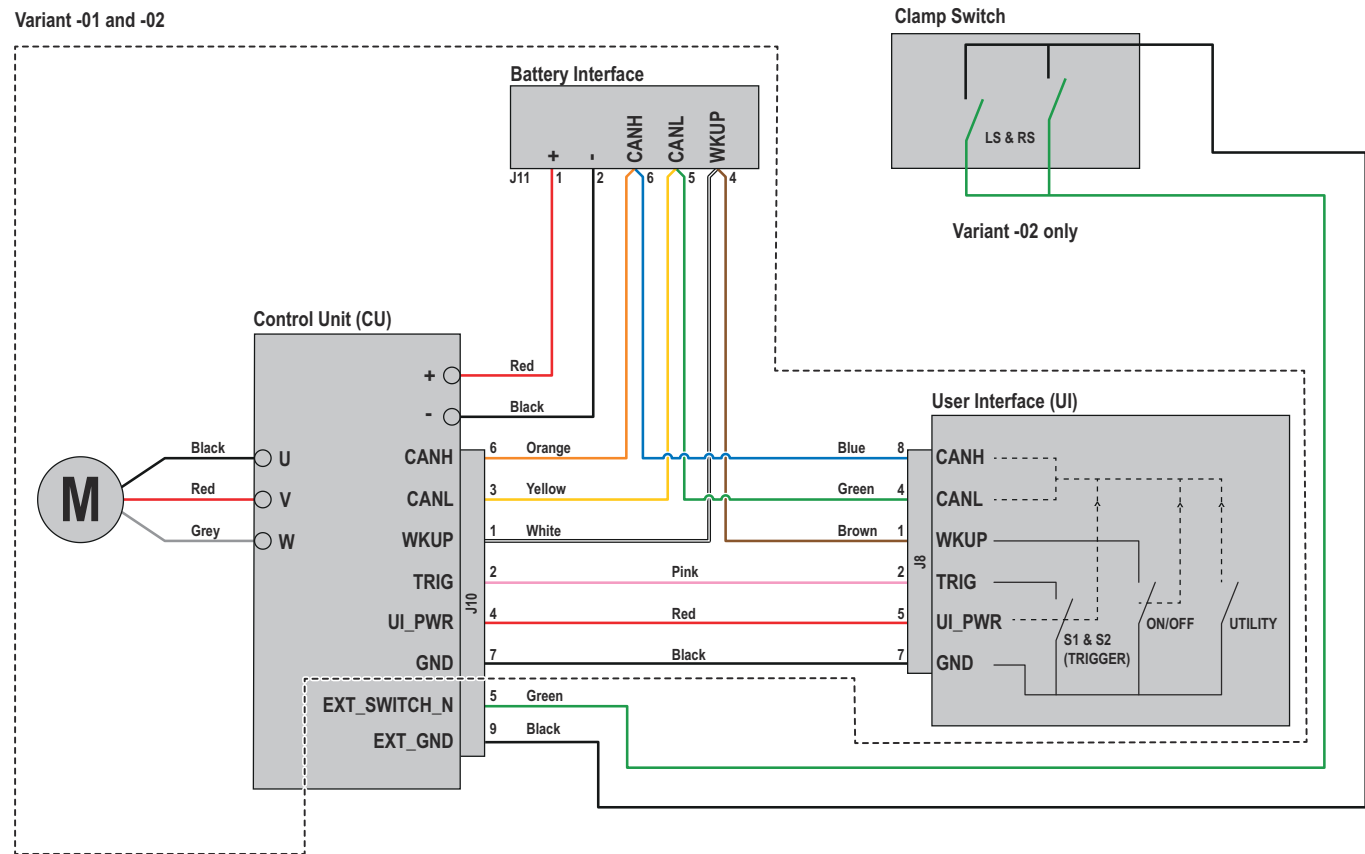 Variant -01 and -02
Clamp Switch
LS & RS
Variant -02 only
Battery Interface
+
-
CANH
CANL
WKUP
J11
1
2
6
5
4
Control Unit (CU)
+
Red
-
Black
M
Black
U
Red
V
Grey
W
CANH
6
Orange
CANL
3
Yellow
WKUP
1
White
TRIG
2
Pink
UI_PWR
4
Red
GND
7
Black
EXT_SWITCH_N
5
Green
EXT_GND
9
Black
J10
User Interface (UI)
Blue
8
CANH
Green
4
CANL
Brown
1
WKUP
2
TRIG
5
UI_PWR
7
GND
J8
S1 & S2
(TRIGGER)
ON/OFF
UTILITY